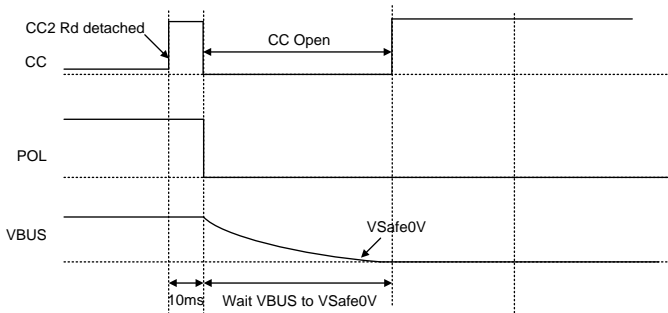 CC2 Rd detached
CC Open
CC
POL
VSafe0V
VBUS
10ms
Wait VBUS to VSafe0V